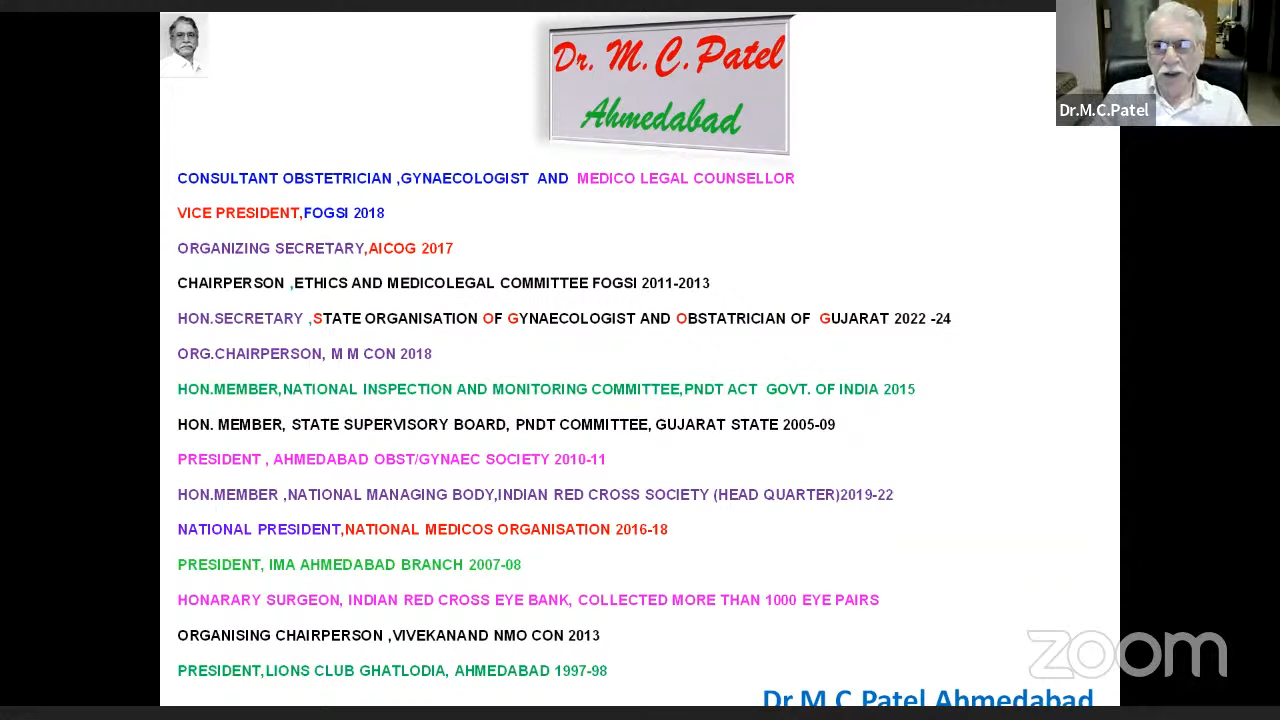 Dr. M. C. Patel
Ahmedabad
Dr.M.C.Patel
CONSULTANT OBSTETRICIAN ,GYNAECOLOGIST AND MEDICO LEGAL COUNSELLOR
VICE PRESIDENT,FOGSI 2018
ORGANIZING SECRETARY,AICOG 2017
CHAIRPERSON ,ETHICS AND MEDICOLEGAL COMMITTEE FOGSI 2011-2013
HON.SECRETARY ,STATE ORGANISATION OF GYNAECOLOGIST AND OBSTATRICIAN OF GUJARAT 2022 -24
ORG.CHAIRPERSON, M M CON 2018
HON.MEMBER,NATIONAL INSPECTION AND MONITORING COMMITTEE,PNDT ACT GOVT. OF INDIA 2015
HON. MEMBER, STATE SUPERVISORY BOARD, PNDT COMMITTEE, GUJARAT STATE 2005-09
PRESIDENT , AHMEDABAD OBST/GYNAEC SOCIETY 2010-11
HON.MEMBER ,NATIONAL MANAGING BODY,INDIAN RED CROSS SOCIETY (HEAD QUARTER)2019-22
NATIONAL PRESIDENT,NATIONAL MEDICOS ORGANISATION 2016-18
PRESIDENT, IMA AHMEDABAD BRANCH 2007-08
HONARARY SURGEON, INDIAN RED CROSS EYE BANK, COLLECTED MORE THAN 1000 EYE PAIRS
ORGANISING CHAIRPERSON ,VIVEKANAND NMO CON 2013
PRESIDENT,LIONS CLUB GHATLODIA, AHMEDABAD 1997-98
zoom
Dr M C Patel Ahmedabad